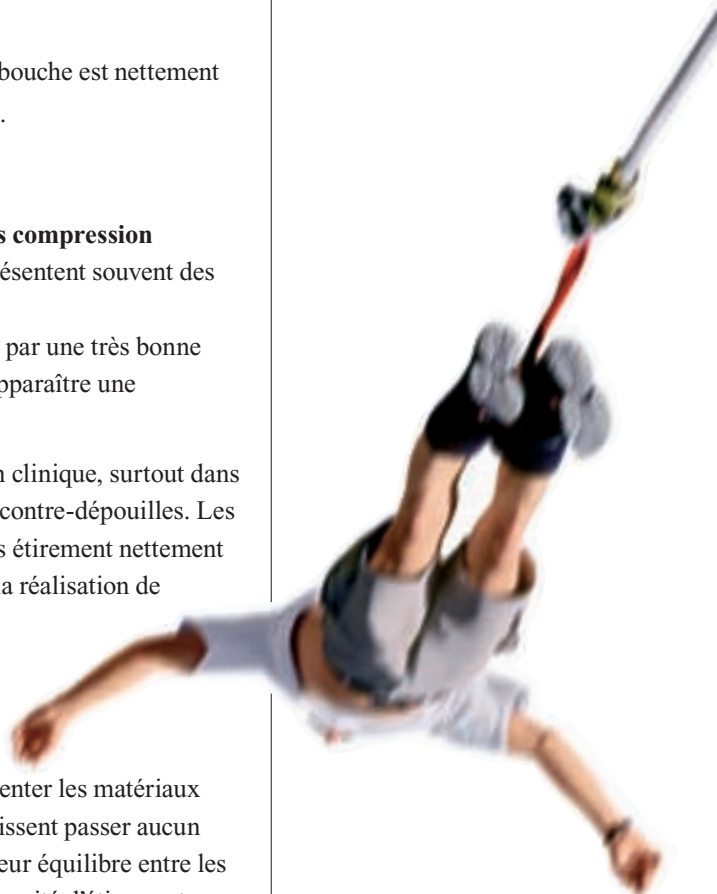 bouche est nettement
.
s compression
ésentent souvent des
par une très bonne
pparaître une
n clinique, surtout dans
contre-dépouilles. Les
s étirement nettement
a réalisation de
enter les matériaux
issent passer aucun
eur équilibre entre les